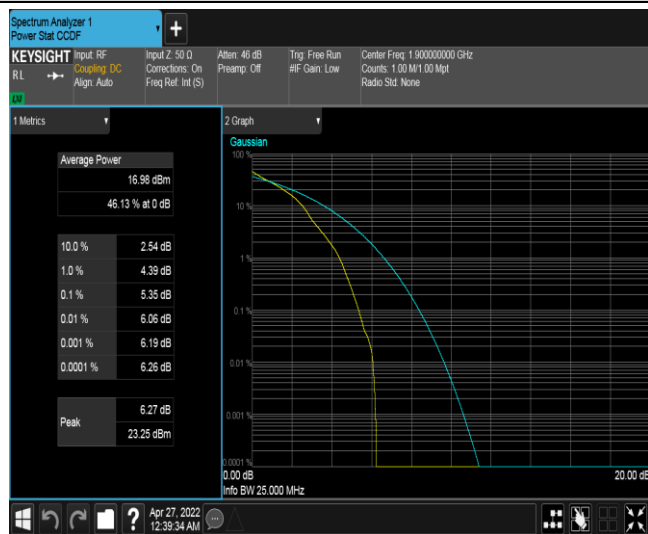 Spectrum Analyzer 1
Power Stat CCDF
KEYSIGHT
RL
Input: RF
Coupling: DC
Align: Auto
Input Z: 50 Ω
Corrections: On
Freq Ref: Int (S)
Atten: 46 dB
Preamp: Off
Trig: Free Run
#IF Gain: Low
Center Freq: 1.900000000 GHz
Counts: 1.00 M/1.00 Mpt
Radio Std: None
LXI
1 Metrics
Average Power
16.98 dBm
46.13 % at 0 dB
10.0 % 2.54 dB
1.0 % 4.39 dB
0.1 % 5.35 dB
0.01 % 6.06 dB
0.001 % 6.19 dB
0.0001 % 6.26 dB
Peak 6.27 dB
23.25 dBm
2 Graph
Gaussian
100 %
10 %
1 %
0.1 %
0.01 %
0.001 %
0.0001 %
0.00 dB 20.00 dB
Info BW 25.000 MHz
?
Apr 27, 2022
12:39:34 AM